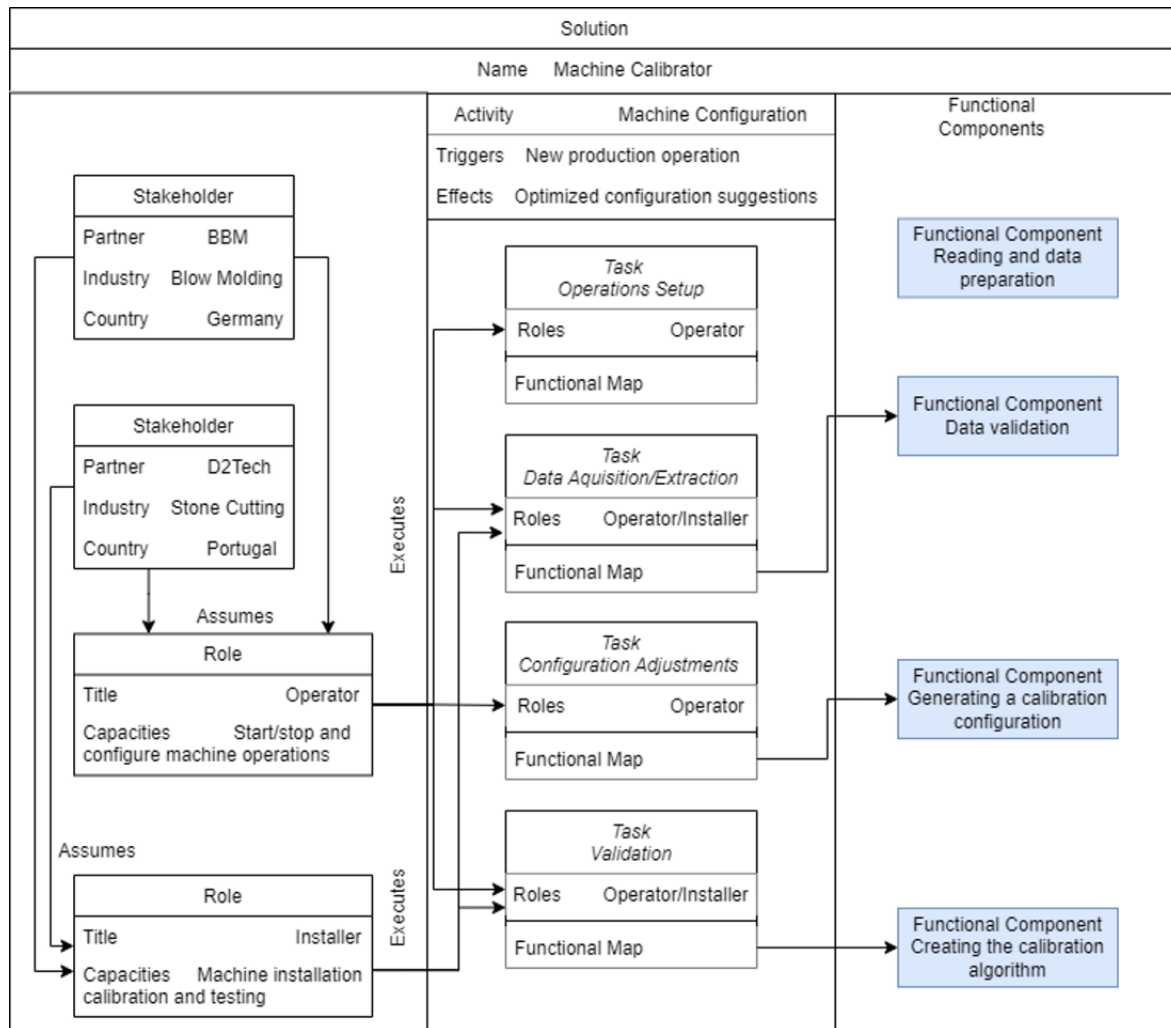 Solution
Name Machine Calibrator
Activity Machine Configuration
Triggers New production operation
Effects Optimized configuration suggestions
Functional
Components
Stakeholder
Partner BBM
Industry Blow Molding
Country Germany
Stakeholder
Partner D2Tech
Industry Stone Cutting
Country Portugal
Assumes
Role
Title Operator
Capacities Start/stop and
configure machine operations
Assumes
Role
Title Installer
Capacities Machine installation
calibration and testing
Executes
Executes
Task
Operations Setup
Roles Operator
Functional Map
Task
Data Aquisition/Extraction
Roles Operator/Installer
Functional Map
Task
Configuration Adjustments
Roles Operator
Functional Map
Task
Validation
Roles Operator/Installer
Functional Map
Functional Component
Reading and data
preparation
Functional Component
Data validation
Functional Component
Generating a calibration
configuration
Functional Component
Creating the calibration
algorithm